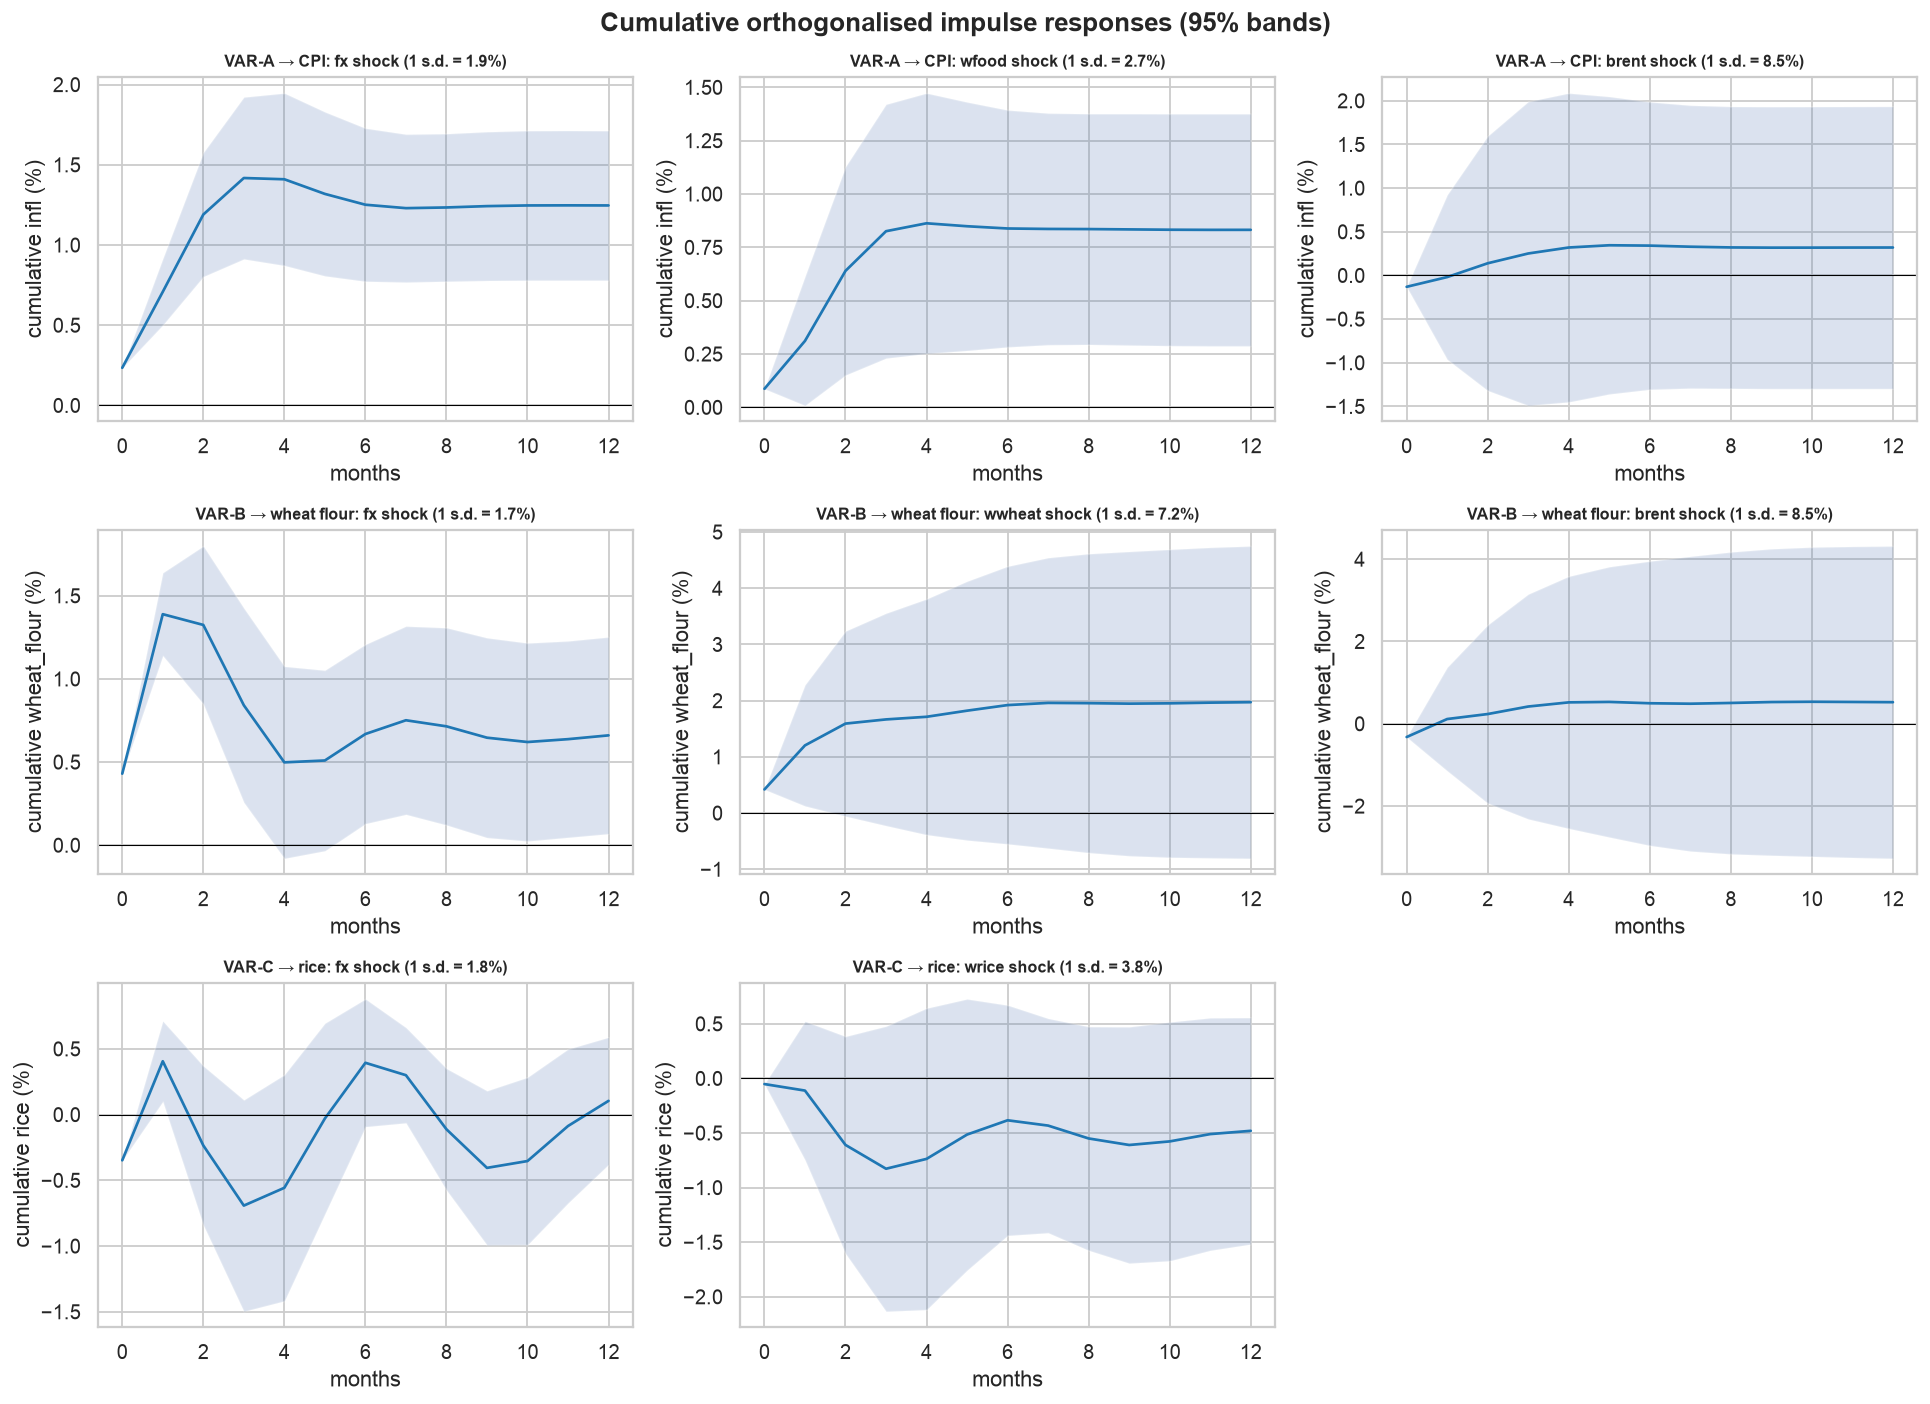 Cumulative orthogonalised impulse responses (95% bands)
VAR-A → CPI: fx shock (1 s.d. = 1.9%)
cumulative infl (%)
2.0
1.5
1.0
0.5
0.0
0 2 4 6 8 10 12
months
VAR-A → CPI: wfood shock (1 s.d. = 2.7%)
cumulative infl (%)
1.50
1.25
1.00
0.75
0.50
0.25
0.00
0 2 4 6 8 10 12
months
VAR-A → CPI: brent shock (1 s.d. = 8.5%)
cumulative infl (%)
2.0
1.5
1.0
0.5
0.0
−0.5
−1.0
−1.5
0 2 4 6 8 10 12
months
VAR-B → wheat flour: fx shock (1 s.d. = 1.7%)
cumulative wheat_flour (%)
1.5
1.0
0.5
0.0
0 2 4 6 8 10 12
months
VAR-B → wheat flour: wwheat shock (1 s.d. = 7.2%)
cumulative wheat_flour (%)
5
4
3
2
1
0
−1
0 2 4 6 8 10 12
months
VAR-B → wheat flour: brent shock (1 s.d. = 8.5%)
cumulative wheat_flour (%)
4
2
0
−2
0 2 4 6 8 10 12
months
VAR-C → rice: fx shock (1 s.d. = 1.8%)
cumulative rice (%)
0.5
0.0
−0.5
−1.0
−1.5
0 2 4 6 8 10 12
months
VAR-C → rice: wrice shock (1 s.d. = 3.8%)
cumulative rice (%)
0.5
0.0
−0.5
−1.0
−1.5
−2.0
0 2 4 6 8 10 12
months